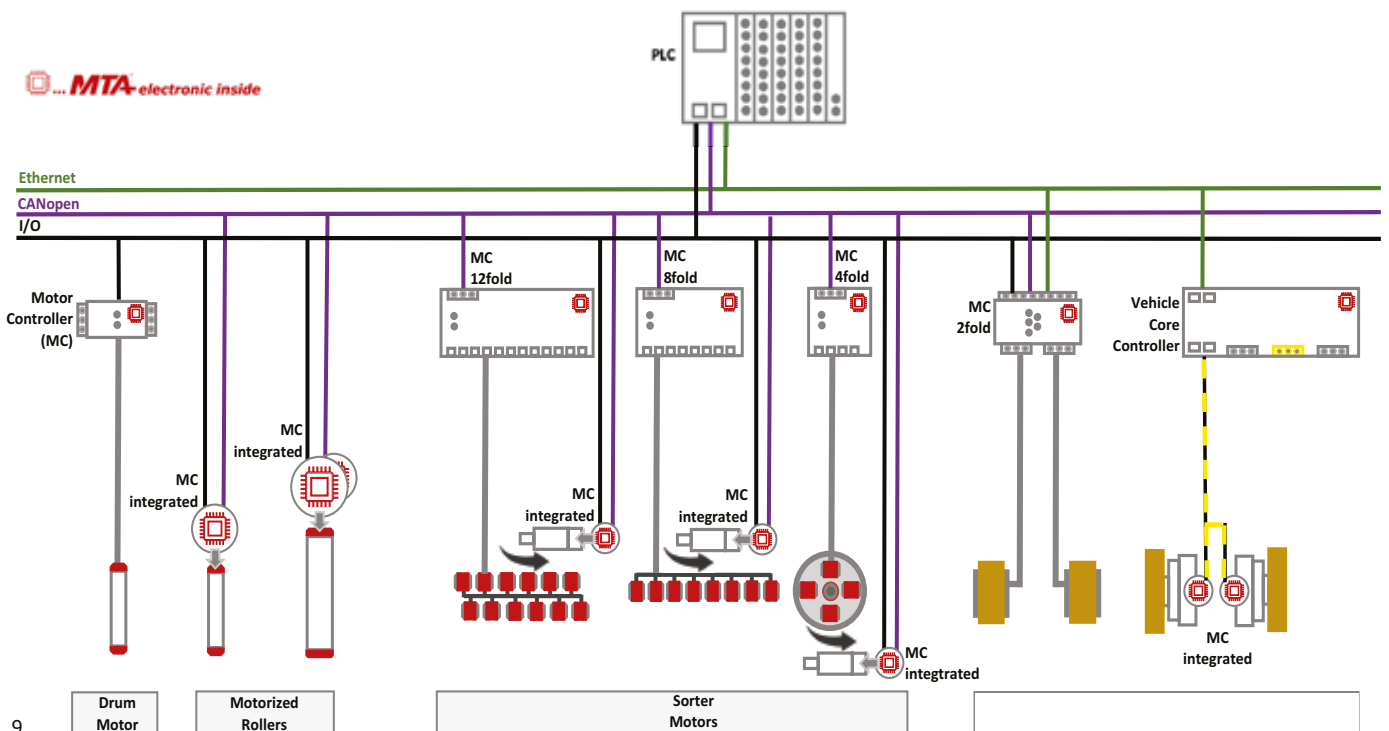 PLC
... MTA electronic inside
Ethernet
CANopen
I/O
MC
12fold
MC
8fold
MC
4fold
Motor
Controller
(MC)
MC
2fold
Vehicle
Core
Controller
MC
integrated
MC
integrated
MC
integrated
MC
integrated
MC
integtrated
MC
integrated
Drum
Motor
Motorized
Rollers
Sorter
Motors
9